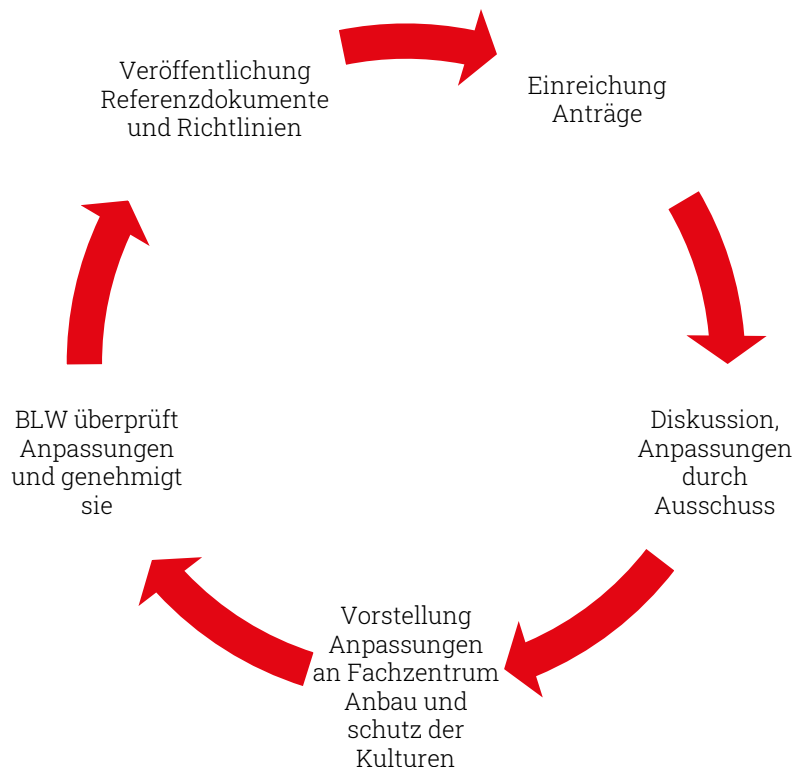 Veröffentlichung
Referenzdokumente
und Richtlinien
Einreichung
Anträge
Diskussion,
Anpassungen
durch
Ausschuss
Vorstellung
Anpassungen
an Fachzentrum
Anbau und
schutz der
Kulturen
BLW überprüft
Anpassungen
und genehmigt
sie